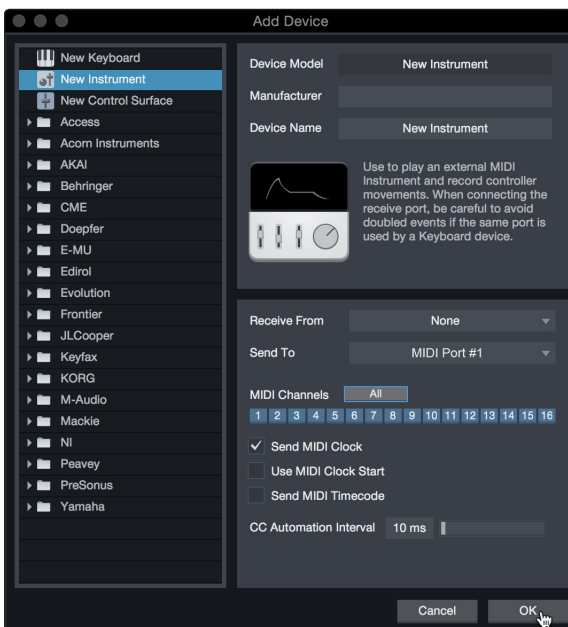 Add Device
New Keyboard
New Instrument
New Control Surface
Access
Acorn Instruments
AKAI
Behringer
CME
Doepfer
E-MU
Edirol
Evolution
Frontier
JLCooper
Keyfax
KORG
M-Audio
Mackie
NI
Peavey
PreSonus
Yamaha
Device Model New Instrument
Manufacturer
Device Name New Instrument
Use to play an external MIDI
Instrument and record controller
movements. When connecting the
receive port, be careful to avoid
doubled events if the same port is
used by a Keyboard device.
Receive From None
Send To MIDI Port #1
MIDI Channels All
1 2 3 4 5 6 7 8 9 10 11 12 13 14 15 16
Send MIDI Clock
Use MIDI Clock Start
Send MIDI Timecode
CC Automation Interval 10 ms
Cancel OK